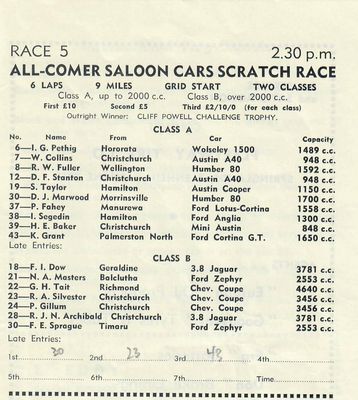 RACE 5 2.30 p.m.
ALL-COMER SALOON CARS SCRATCH RACE
6 LAPS 9 MILES GRID START TWO CLASSES
Class A, up to 2000 c.c. Class B, over 2000 c.c.
First £10 Second £5 Third £2/10/0 (for each class)
Outright Winner: CLIFF POWELL CHALLENGE TROPHY.
CLASS A
No. Name From Car Capacity
6—I. G. Pethig Hororata Wolseley 1500 1489 c.c.
7—W. Collins Christchurch Austin A40 948 c.c.
8—R. W. Fuller Wellington Humber 80 1592 c.c.
12—D. F. Stanton Christchurch Austin A40 948 c.c.
19—S. Taylor Hamilton Austin Cooper 1150 c.c.
30—D. J. Marwood Morrinsville Humber 80 1700 c.c.
37—P. Fahey Manurewa Ford Lotus-Cortina 1558 c.c.
38—I. Segedin Hamilton Ford Anglia 1300 c.c.
39—H. E. Baker Christchurch Mini Austin 848 c.c.
43—K. Grant Palmerston North Ford Cortina G.T. 1650 c.c.
Late Entries:
CLASS B
18—F. I. Dow Geraldine 3.8 Jaguar 3781 c.c.
21—N. A. Masters Balclutha Ford Zephyr 2553 c.c.
22—G. H. Tait Richmond Chev. Coupe 4640 c.c.
23—R. A. Silvester Christchurch Chev. Coupe 3456 c.c.
24—P. Gillum Christchurch Chev. Coupe 3456 c.c.
28—R. J. N. Archibald Christchurch 3.8 Jaguar 3781 c.c.
30—F. E. Sprague Timaru Ford Zephyr 2553 c.c.
Late Entries:
1st 30 2nd 23 3rd 43 4th
5th 6th 7th Time